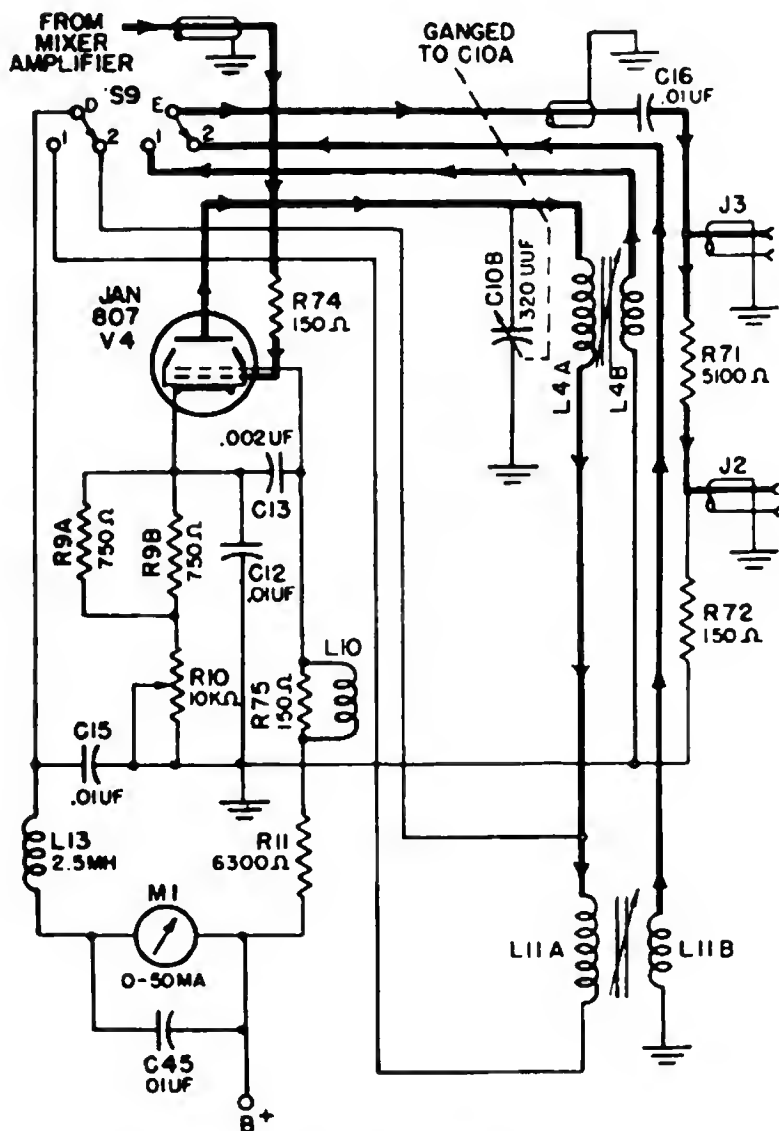 FROM
MIXER
AMPLIFIER
GANGED
TO C10A
S9
D
E
1
2
1
2
C16
.01UF
J3
JAN
807
V4
R74
150Ω
C10B
320 UUF
L4A
L4B
R71
5100Ω
J2
.002UF
C13
R9A
750Ω
R9B
750Ω
C12
.01UF
R72
150Ω
L10
R10
10KΩ
R75
150Ω
C15
.01UF
L13
2.5MH
R11
6300Ω
M1
0-50MA
L11A
L11B
C45
.01UF
B+